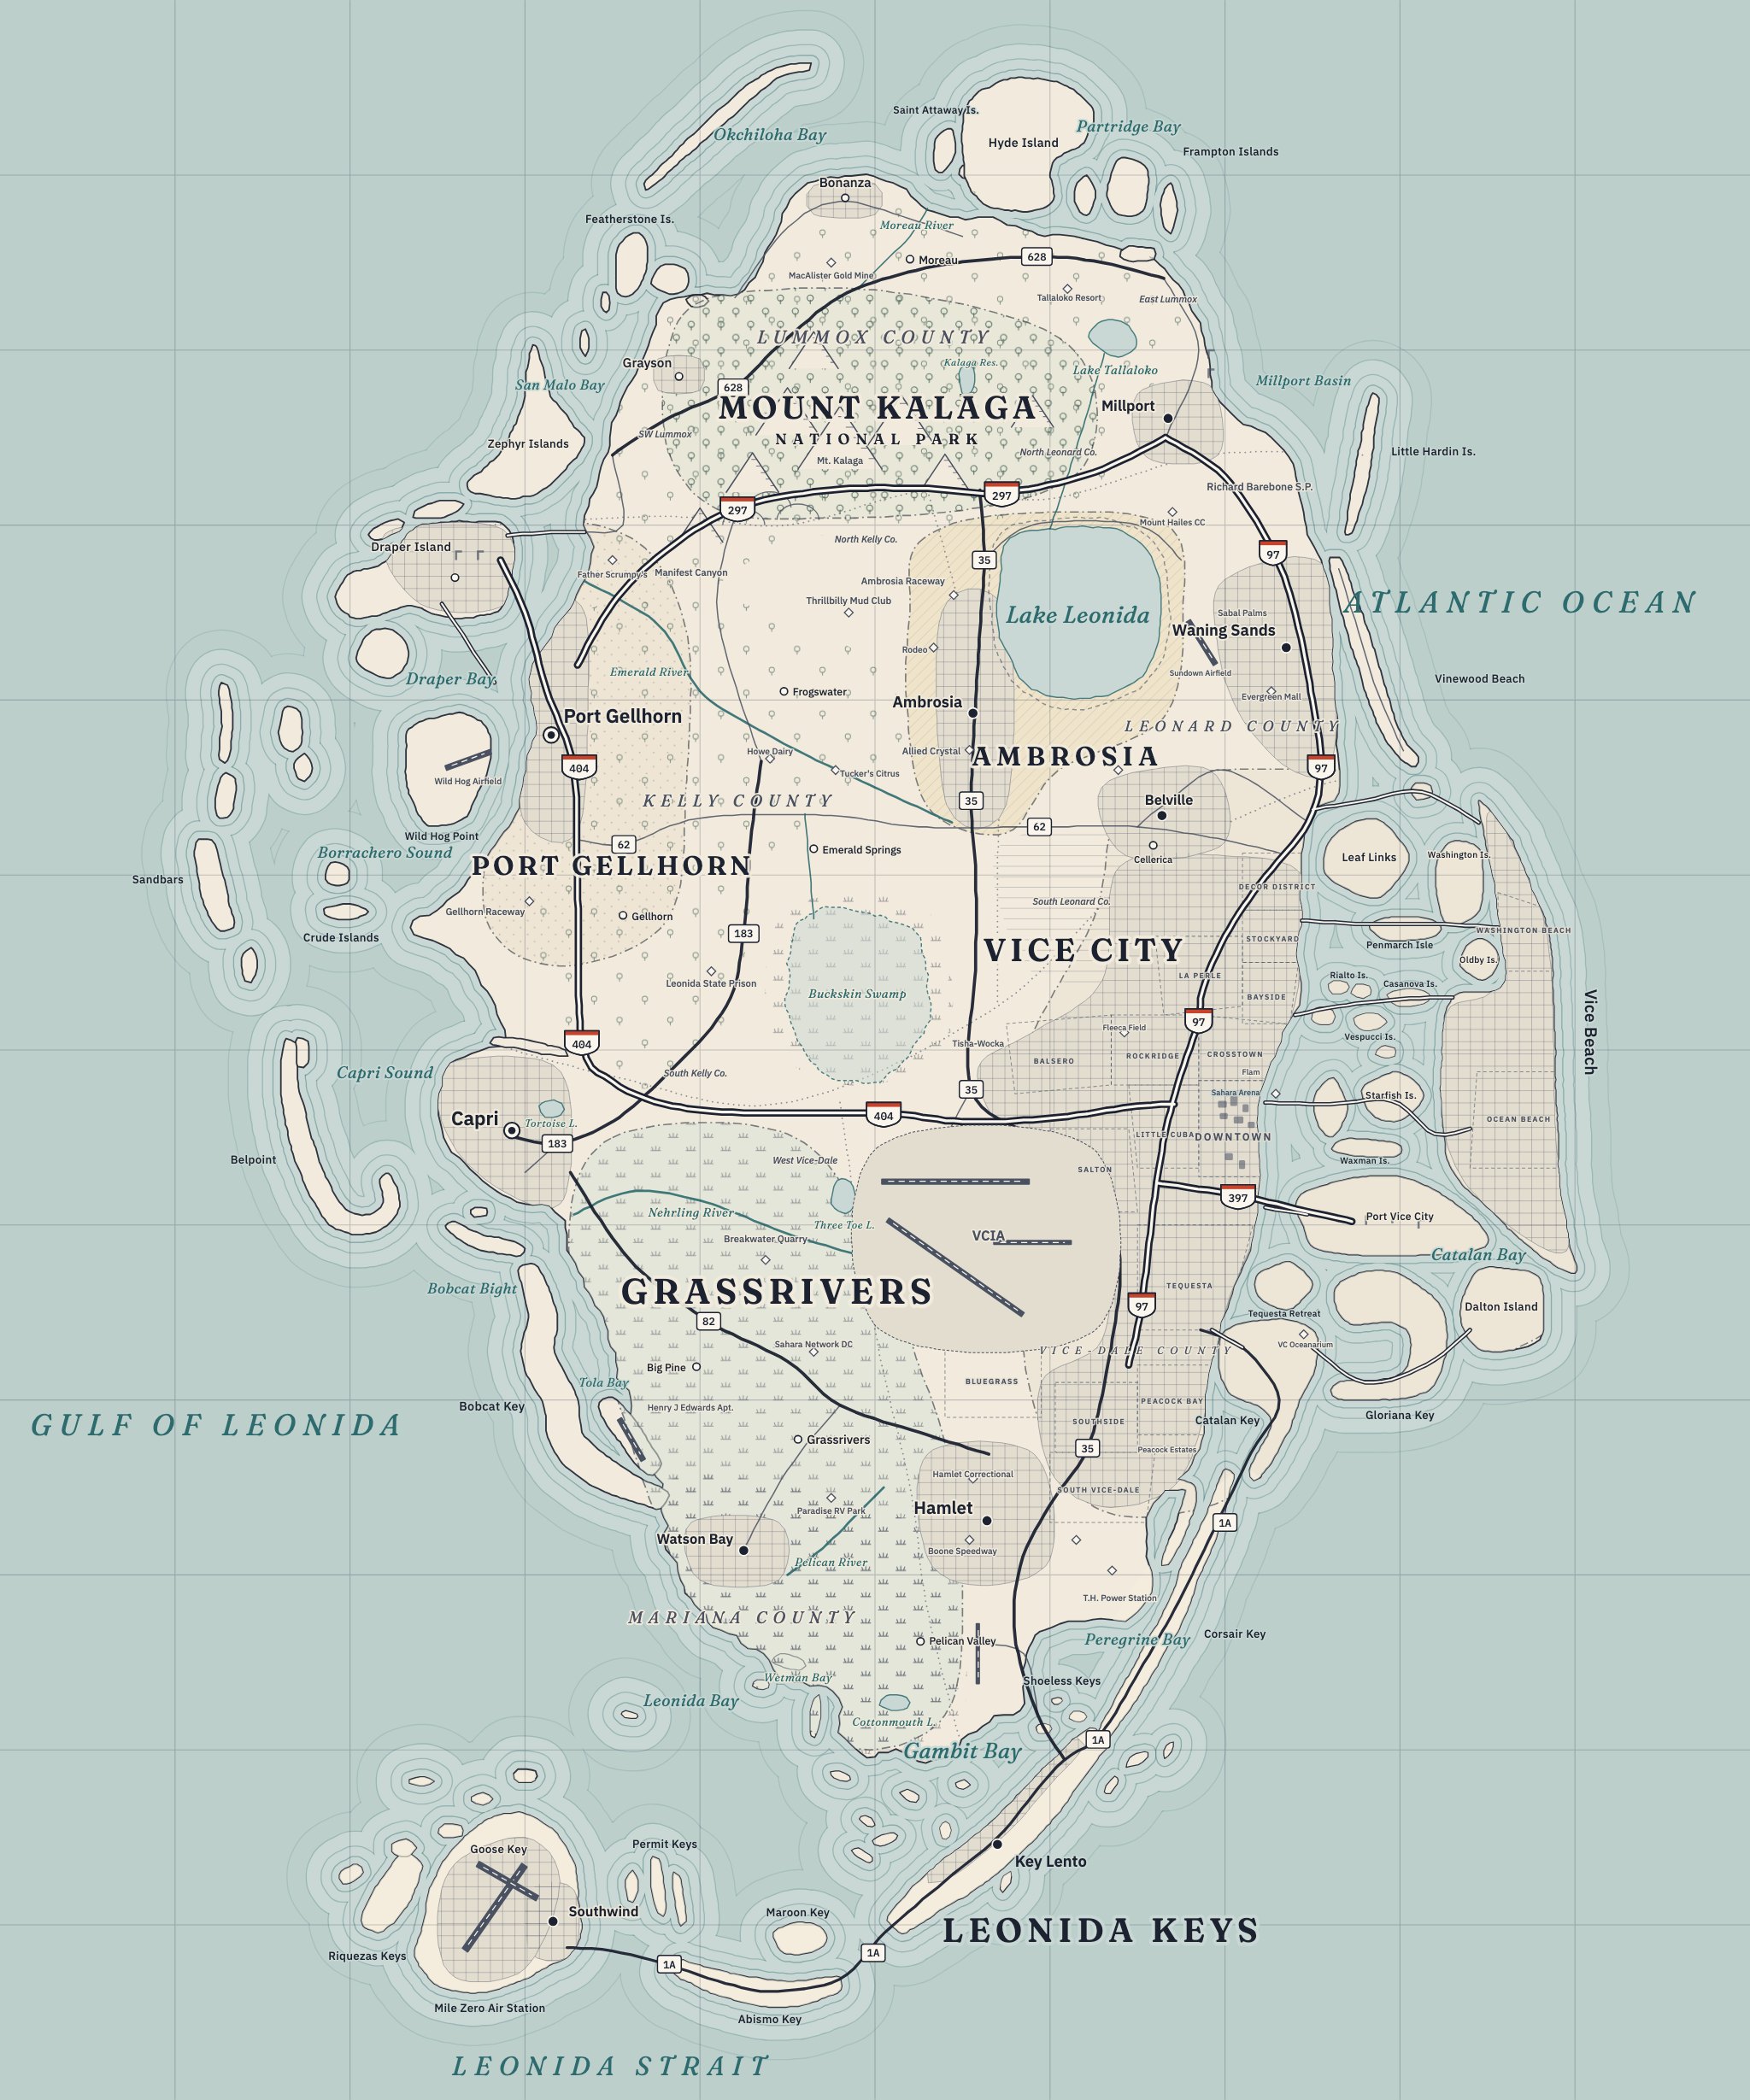 Okchiloha Bay
Saint Attaway Is.
Hyde Island
Partridge Bay
Frampton Islands
Bonanza
Featherstone Is.
Moreau River
Moreau
628
MacAlister Gold Mine
Tallaloko Resort
East Lummox
LUMMOX COUNTY
Grayson
Kalaga Res.
Lake Tallaloko
San Malo Bay
628
Millport Basin
MOUNT KALAGA
NATIONAL PARK
Millport
SW Lummox
Zephyr Islands
Mt. Kalaga
North Leonard Co.
Little Hardin Is.
Richard Barebone S.P.
297
297
Mount Hailes CC
Draper Island
North Kelly Co.
97
35
Father Scrumpy's
Manifest Canyon
Ambrosia Raceway
Thrillbilly Mud Club
Lake Leonida
ATLANTIC OCEAN
Sabal Palms
Waning Sands
Rodeo
Sundown Airfield
Draper Bay
Emerald River
Vinewood Beach
Frogswater
Evergreen Mall
Ambrosia
Port Gellhorn
LEONARD COUNTY
Howe Dairy
Allied Crystal
AMBROSIA
404
Tucker's Citrus
97
Wild Hog Airfield
KELLY COUNTY
35
Belville
Wild Hog Point
62
62
Borrachero Sound
Emerald Springs
Cellerica
Leaf Links
Washington Is.
PORT GELLHORN
Sandbars
DECOR DISTRICT
South Leonard Co.
Gellhorn Raceway
Gellhorn
Crude Islands
183
STOCKYARD
WASHINGTON BEACH
Penmarch Isle
VICE CITY
Oldby Is.
Leonida State Prison
LA PERLE
Rialto Is.
Casanova Is.
Buckskin Swamp
BAYSIDE
97
Vice Beach
Fleeca Field
Vespucci Is.
404
Tisha-Wocka
BALSERO
ROCKRIDGE
CROSSTOWN
Capri Sound
South Kelly Co.
Flam
35
Sahara Arena
Starfish Is.
404
Capri
Tortoise L.
OCEAN BEACH
183
LITTLE CUBA
DOWNTOWN
Belpoint
West Vice-Dale
SALTON
Waxman Is.
397
Nehrling River
Three Toe L.
Port Vice City
Breakwater Quarry
VCIA
Catalan Bay
Bobcat Bight
GRASSRIVERS
TEQUESTA
97
Dalton Island
Tequesta Retreat
82
Sahara Network DC
VICE-DALE COUNTY
VC Oceanarium
Big Pine
BLUEGRASS
Tola Bay
Bobcat Key
Henry J Edwards Apt.
PEACOCK BAY
GULF OF LEONIDA
SOUTHSIDE
Catalan Key
Gloriana Key
Grassrivers
35
Peacock Estates
Hamlet Correctional
SOUTH VICE-DALE
Paradise RV Park
Hamlet
1A
Watson Bay
Boone Speedway
Pelican River
T.H. Power Station
MARIANA COUNTY
Corsair Key
Pelican Valley
Peregrine Bay
Wetman Bay
Shoeless Keys
Leonida Bay
Cottonmouth L.
1A
Gambit Bay
Goose Key
Permit Keys
Key Lento
Southwind
Maroon Key
LEONIDA KEYS
Riquezas Keys
1A
1A
Mile Zero Air Station
Abismo Key
LEONIDA STRAIT